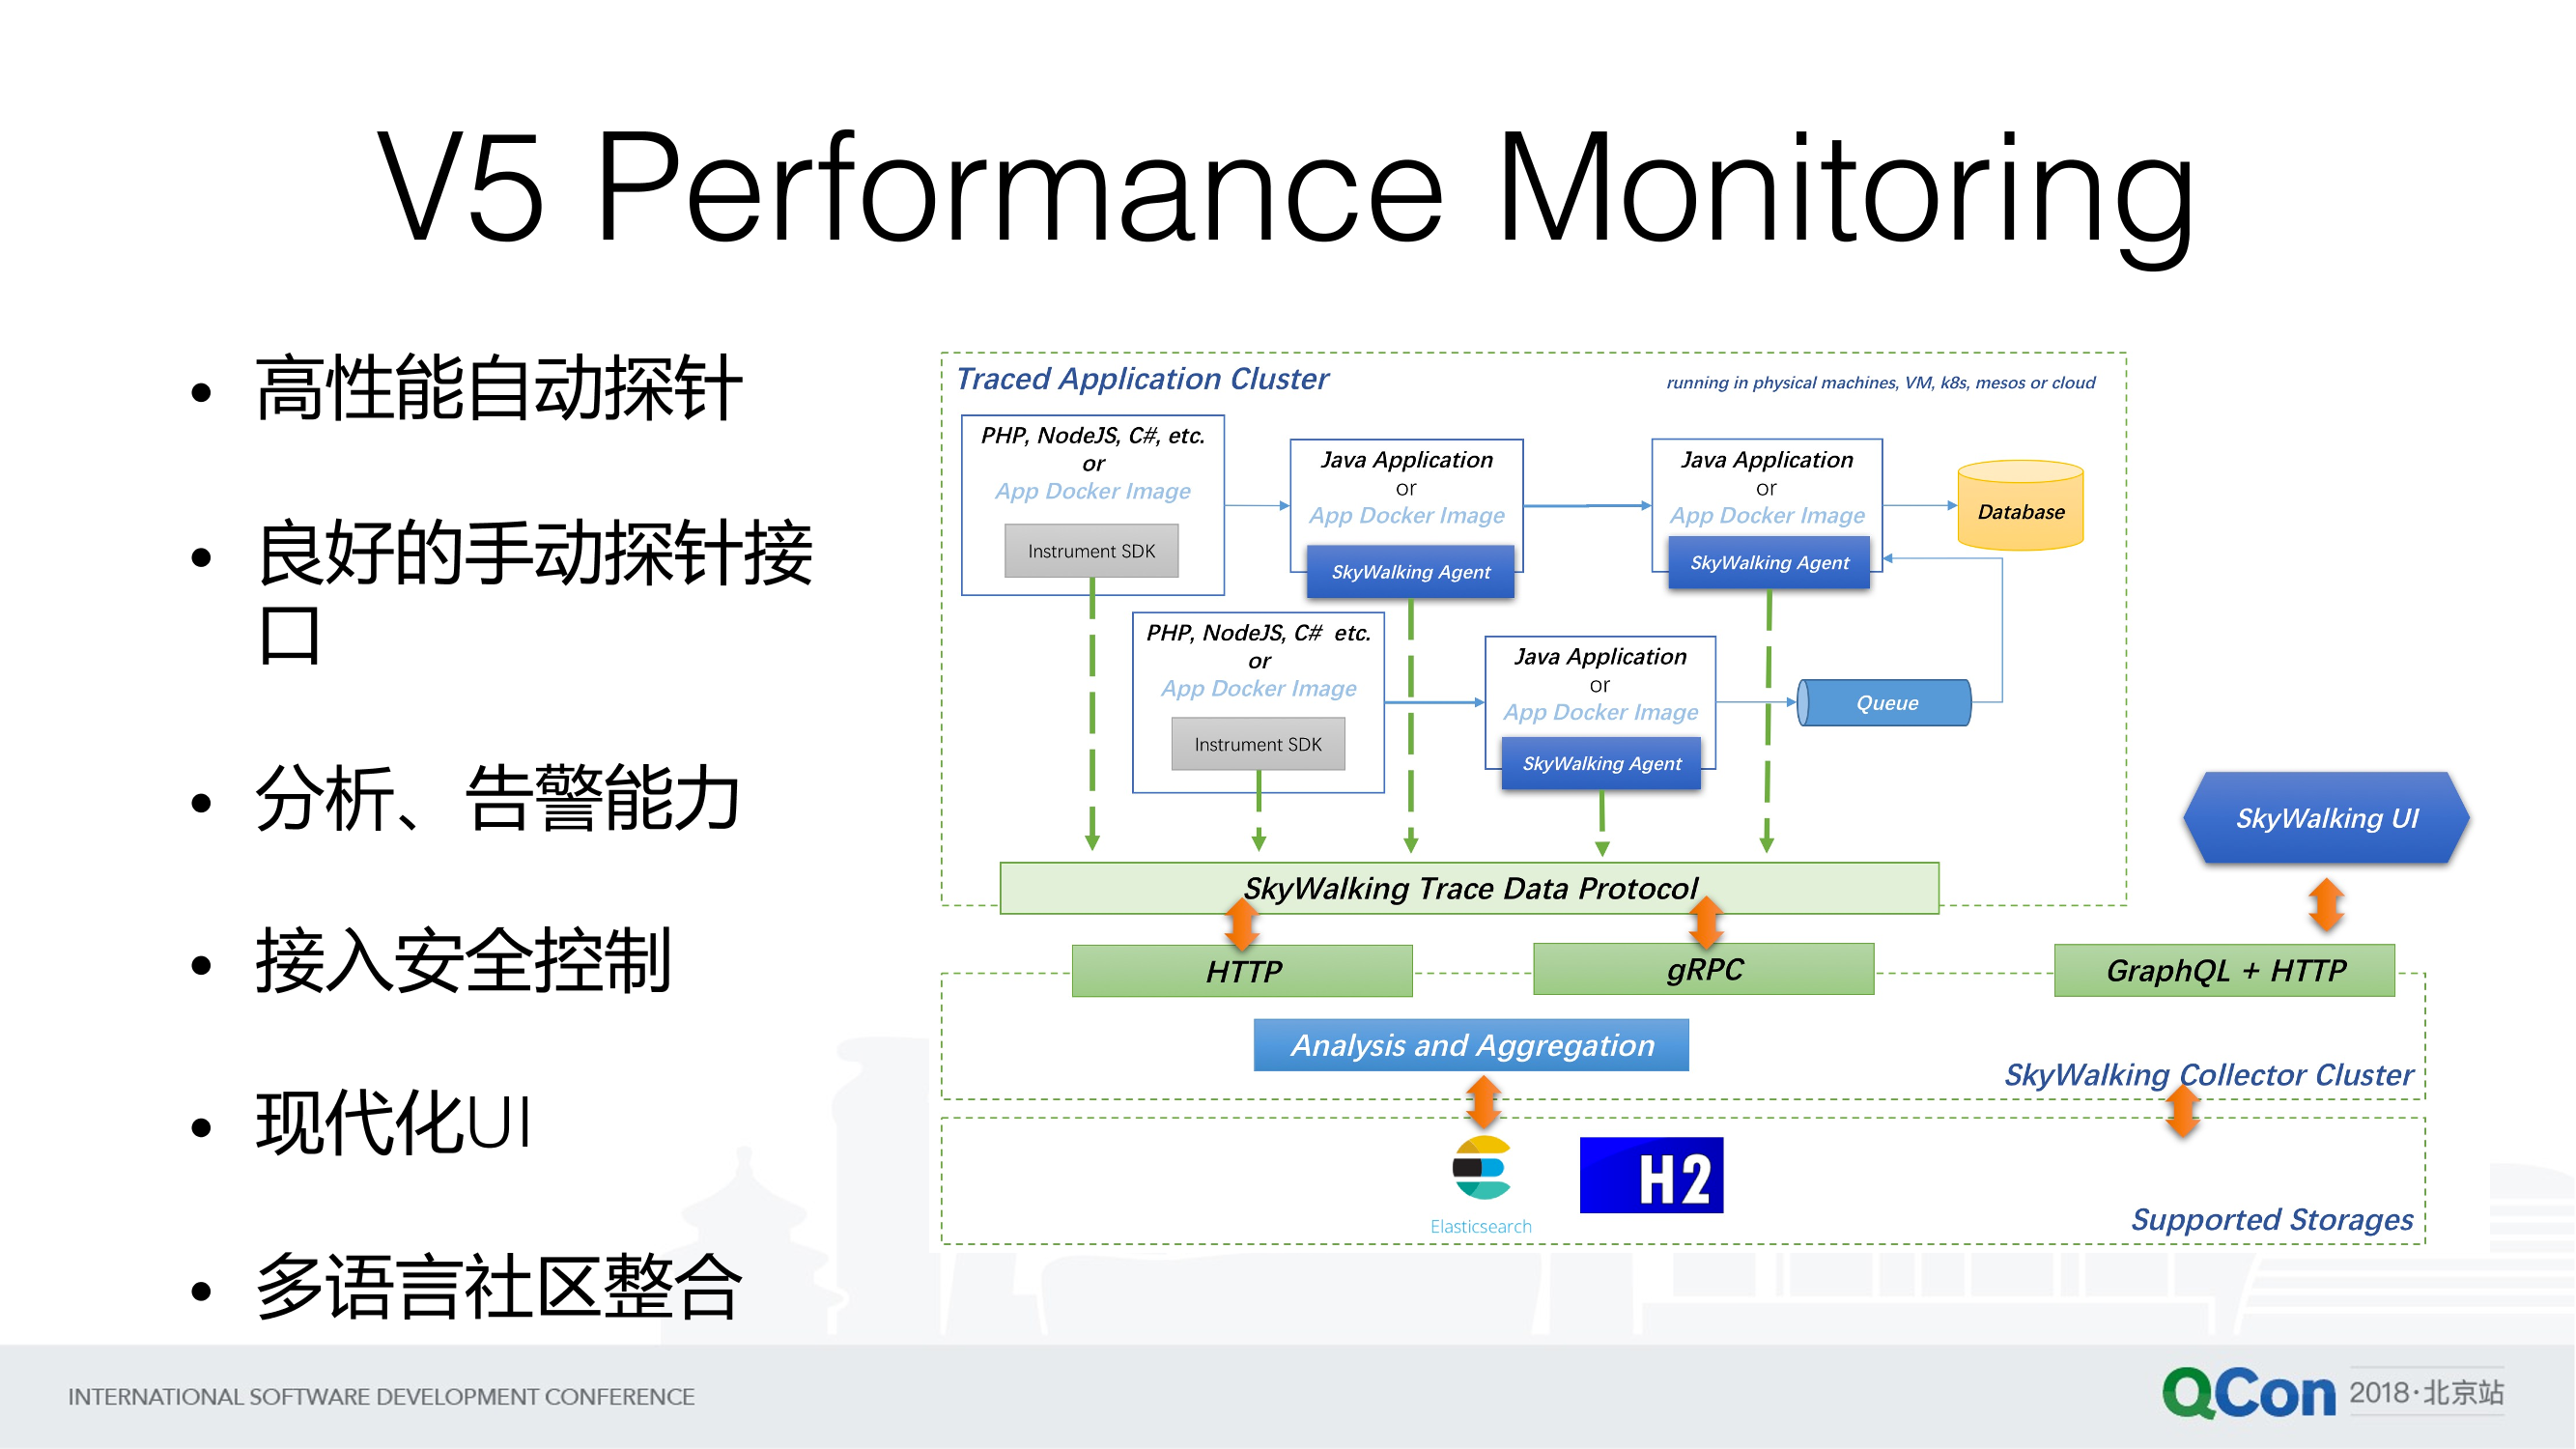 V5 Performance Monitoring
• 高性能自动探针
• 良好的手动探针接
口
• 分析、告警能力
• 接入安全控制
• 现代化UI
• 多语言社区整合
Traced Application Cluster
running in physical machines, VM, k8s, mesos or cloud
PHP, NodeJS, C#, etc.
or
App Docker Image
Instrument SDK
Java Application
or
App Docker Image
SkyWalking Agent
Java Application
or
App Docker Image
SkyWalking Agent
Database
PHP, NodeJS, C# etc.
or
App Docker Image
Instrument SDK
Java Application
or
App Docker Image
SkyWalking Agent
Queue
SkyWalking UI
SkyWalking Trace Data Protocol
HTTP
gRPC
GraphQL + HTTP
Analysis and Aggregation
SkyWalking Collector Cluster
Elasticsearch
H2
Supported Storages
INTERNATIONAL SOFTWARE DEVELOPMENT CONFERENCE
QCon 2018·北京站